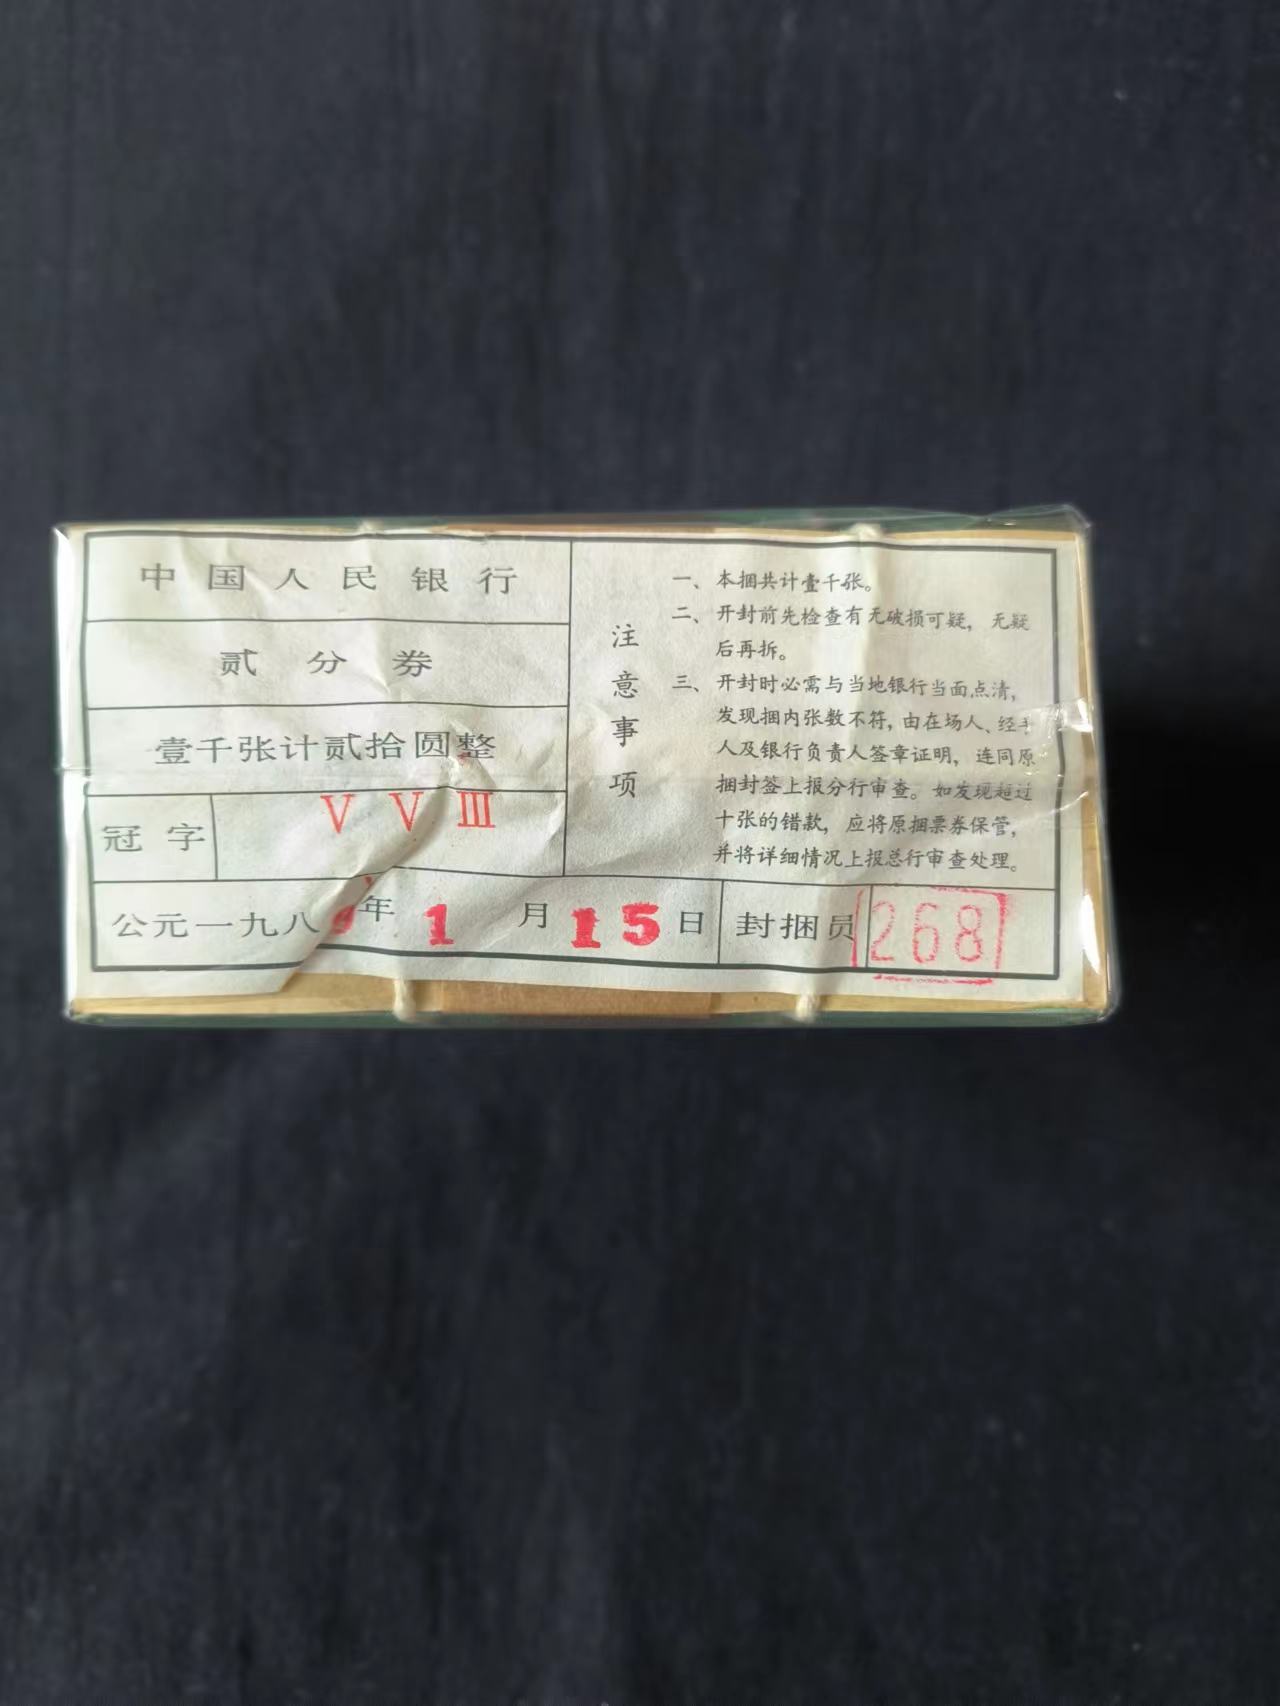 中国人民银行
贰分券
壹千张计贰拾圆整
冠字 V V III
注意事项
一、本捆共计壹千张。
二、开封前先检查有无破损可疑，无疑
后再拆。
三、开封时必需与当地银行当面点清，
发现捆内张数不符，由在场人、经手
人及银行负责人签章证明，连同原
捆封签上报分行审查。如发现超过
十张的错款，应将原捆票券保管，
并将详细情况上报总行审查处理。
公元一九八9年1月15日 封捆员 268